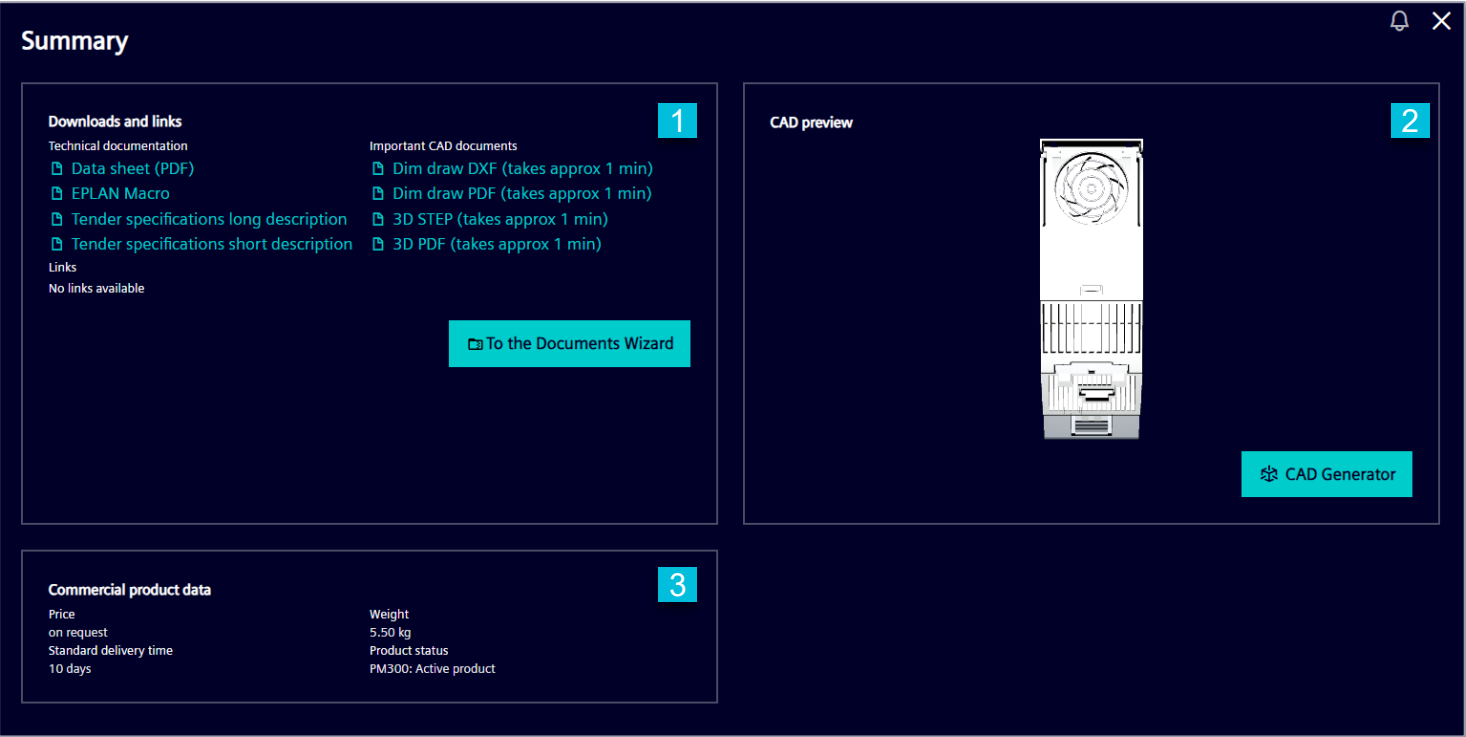 Summary
Downloads and links
1
Technical documentation
Data sheet (PDF)
EPLAN Macro
Tender specifications long description
Tender specifications short description
Links
No links available
Important CAD documents
Dim draw DXF (takes approx 1 min)
Dim draw PDF (takes approx 1 min)
3D STEP (takes approx 1 min)
3D PDF (takes approx 1 min)
To the Documents Wizard
CAD preview
2
CAD Generator
Commercial product data
3
Price
on request
Standard delivery time
10 days
Weight
5.50 kg
Product status
PM300: Active product